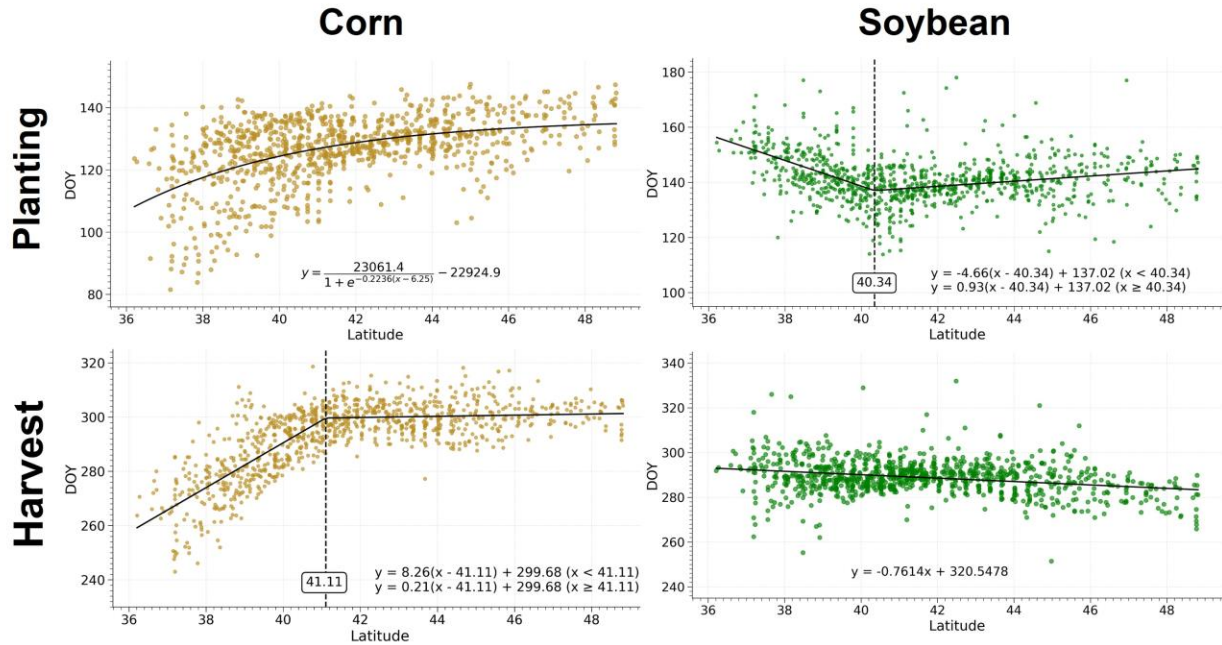 Corn
Soybean
Planting
DOY
140
120
100
80
y = 23061.4 / (1 + e^{-0.2236(x-6.25)}) − 22924.9
36 38 40 42 44 46 48
Latitude
DOY
180
160
140
120
100
40.34
y = -4.66(x - 40.34) + 137.02 (x < 40.34)
y = 0.93(x - 40.34) + 137.02 (x ≥ 40.34)
36 38 40 42 44 46 48
Latitude
Harvest
DOY
320
300
280
260
240
41.11
y = 8.26(x - 41.11) + 299.68 (x < 41.11)
y = 0.21(x - 41.11) + 299.68 (x ≥ 41.11)
36 38 40 42 44 46 48
Latitude
DOY
340
320
300
280
260
240
y = -0.7614x + 320.5478
36 38 40 42 44 46 48
Latitude